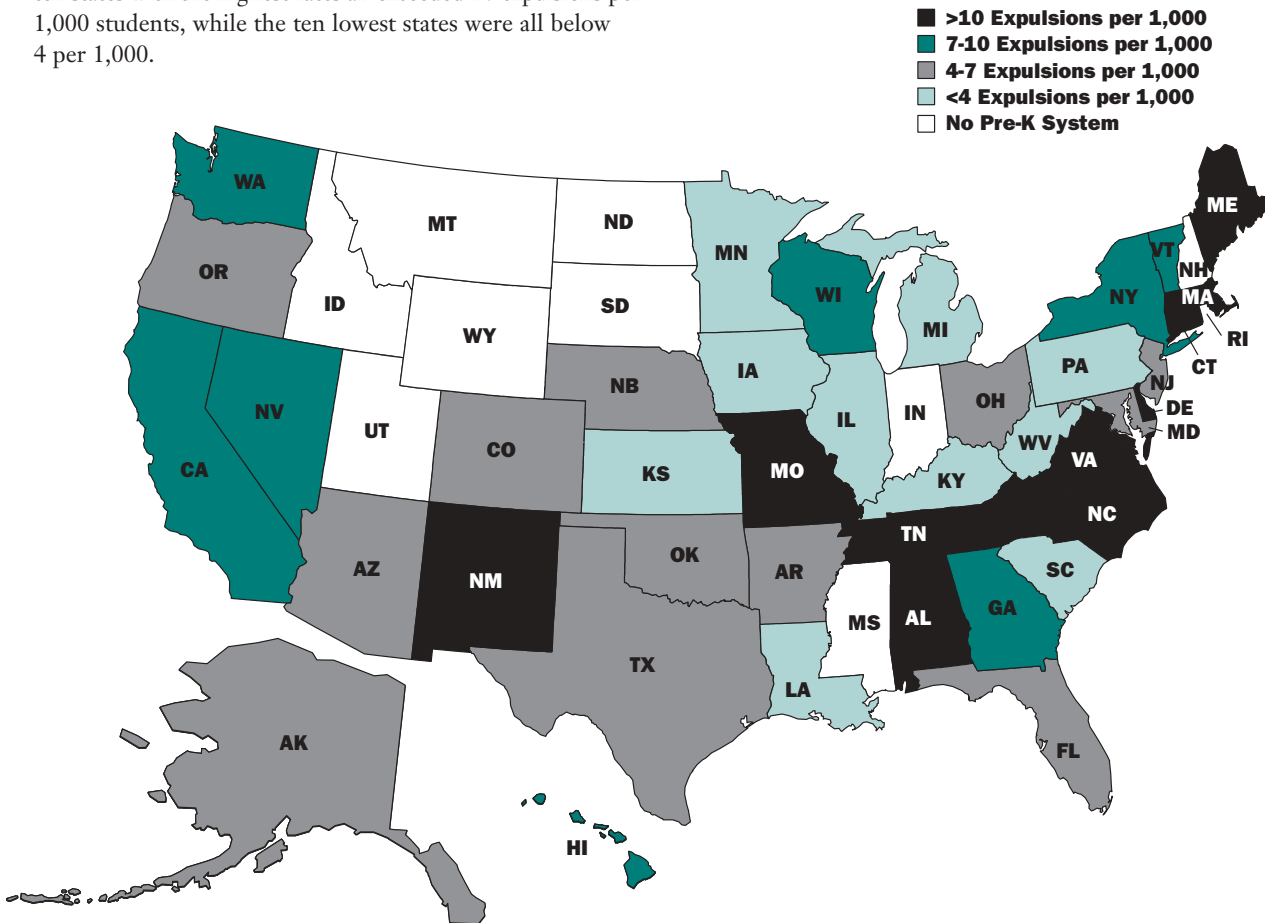 1,000 students, while the ten lowest states were all below
4 per 1,000.
>10 Expulsions per 1,000
7-10 Expulsions per 1,000
4-7 Expulsions per 1,000
<4 Expulsions per 1,000
No Pre-K System
WA
MT
ND
ME
OR
ID
WY
SD
MN
WI
MI
NY
VT
NH
MA
RI
CT
CA
NV
UT
CO
NB
KS
IA
MO
IL
IN
OH
PA
NJ
DE
MD
WV
VA
KY
NC
TN
AZ
NM
OK
AR
SC
TX
LA
MS
AL
GA
FL
AK
HI